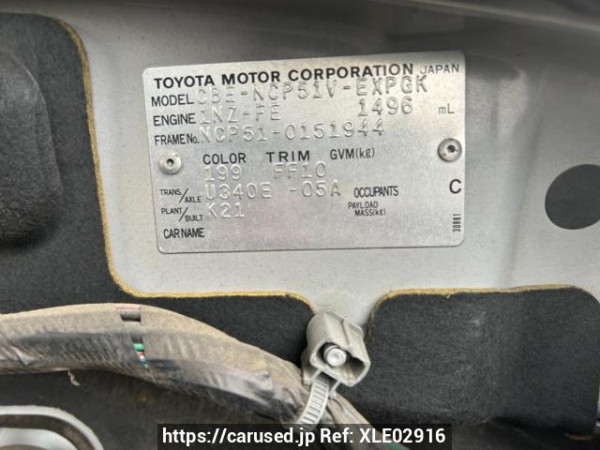 TOYOTA MOTOR CORPORATION JAPAN
MODEL CBE-NCP51V-EXPGK
ENGINE 1NZ-FE 1496 mL
FRAME No. NCP51-0151944
COLOR TRIM GVM(kg)
199 FF10
TRANS./AXLE U340E -05A OCCUPANTS C
PLANT/BUILT K21 PAYLOAD MASS(kg)
CAR NAME
https://carused.jp Ref: XLE02916